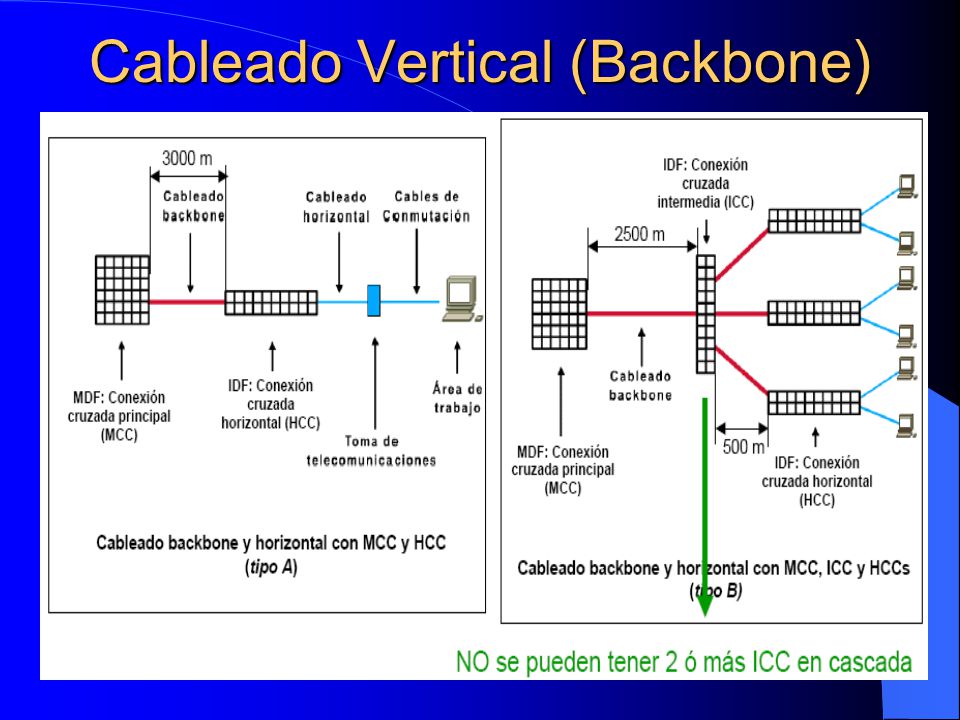 Cableado Vertical (Backbone)
3000 m
Cableado
backbone
Cableado
horizontal
Cables de
Conmutación
MDF: Conexión
cruzada principal
(MCC)
IDF: Conexión
cruzada
horizontal (HCC)
Toma de
telecomunicaciones
Área de
trabajo
Cableado backbone y horizontal con MCC y HCC
(tipo A)
IDF: Conexión
cruzada
intermedia (ICC)
2500 m
Cableado
backbone
MDF: Conexión
cruzada principal
(MCC)
500 m
IDF: Conexión
cruzada horizontal
(HCC)
Cableado backbone y horizontal con MCC, ICC y HCCs
(tipo B)
NO se pueden tener 2 ó más ICC en cascada